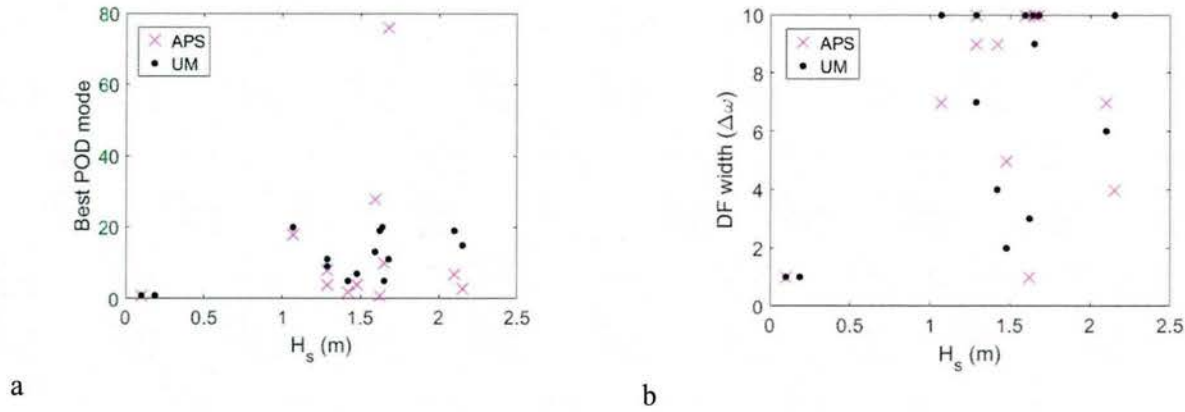 80
60
40
20
0
Best POD mode
APS
UM
0 0.5 1 1.5 2 2.5
H_s (m)
a
10
8
6
4
2
0
DF width (Δω)
APS
UM
0 0.5 1 1.5 2 2.5
H_s (m)
b